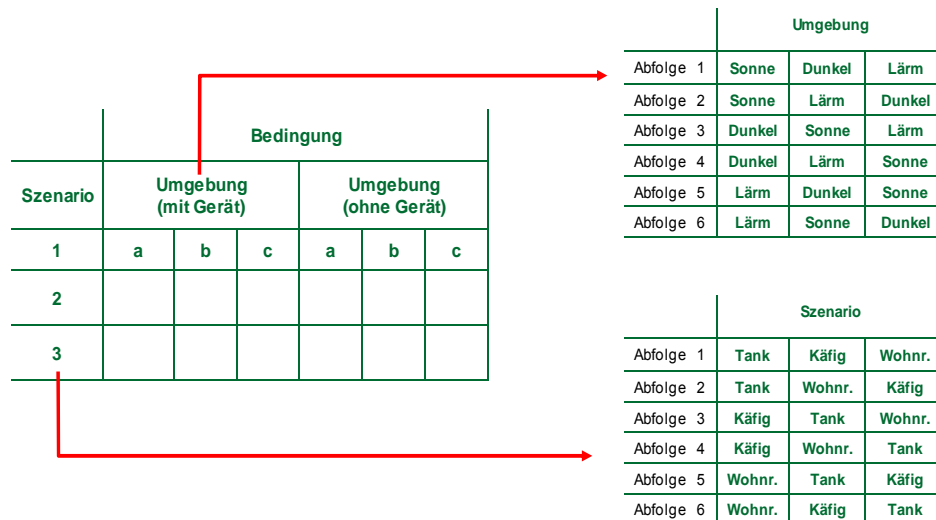 Bedingung
Szenario
Umgebung
(mit Gerät)
Umgebung
(ohne Gerät)
1 a b c a b c
2
3
Umgebung
Abfolge 1 Sonne Dunkel Lärm
Abfolge 2 Sonne Lärm Dunkel
Abfolge 3 Dunkel Sonne Lärm
Abfolge 4 Dunkel Lärm Sonne
Abfolge 5 Lärm Dunkel Sonne
Abfolge 6 Lärm Sonne Dunkel
Szenario
Abfolge 1 Tank Käfig Wohnr.
Abfolge 2 Tank Wohnr. Käfig
Abfolge 3 Käfig Tank Wohnr.
Abfolge 4 Käfig Wohnr. Tank
Abfolge 5 Wohnr. Tank Käfig
Abfolge 6 Wohnr. Käfig Tank